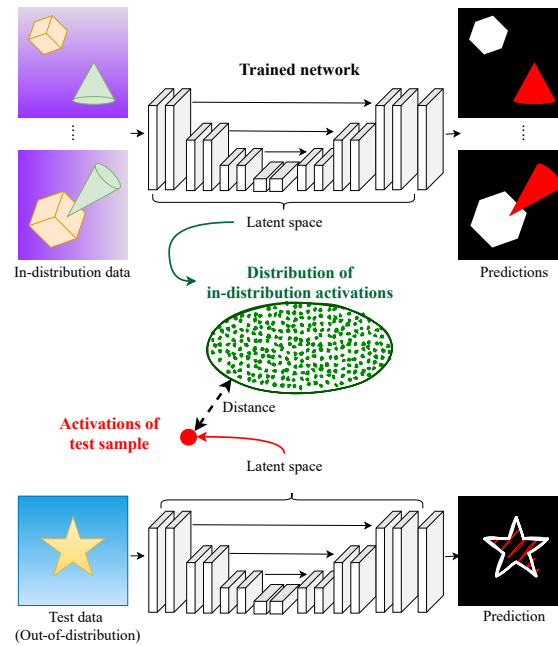 Trained network
⋮
⋮
In-distribution data
Latent space
Predictions
Distribution of
in-distribution activations
Distance
Activations of
test sample
Latent space
Test data
(Out-of-distribution)
Prediction